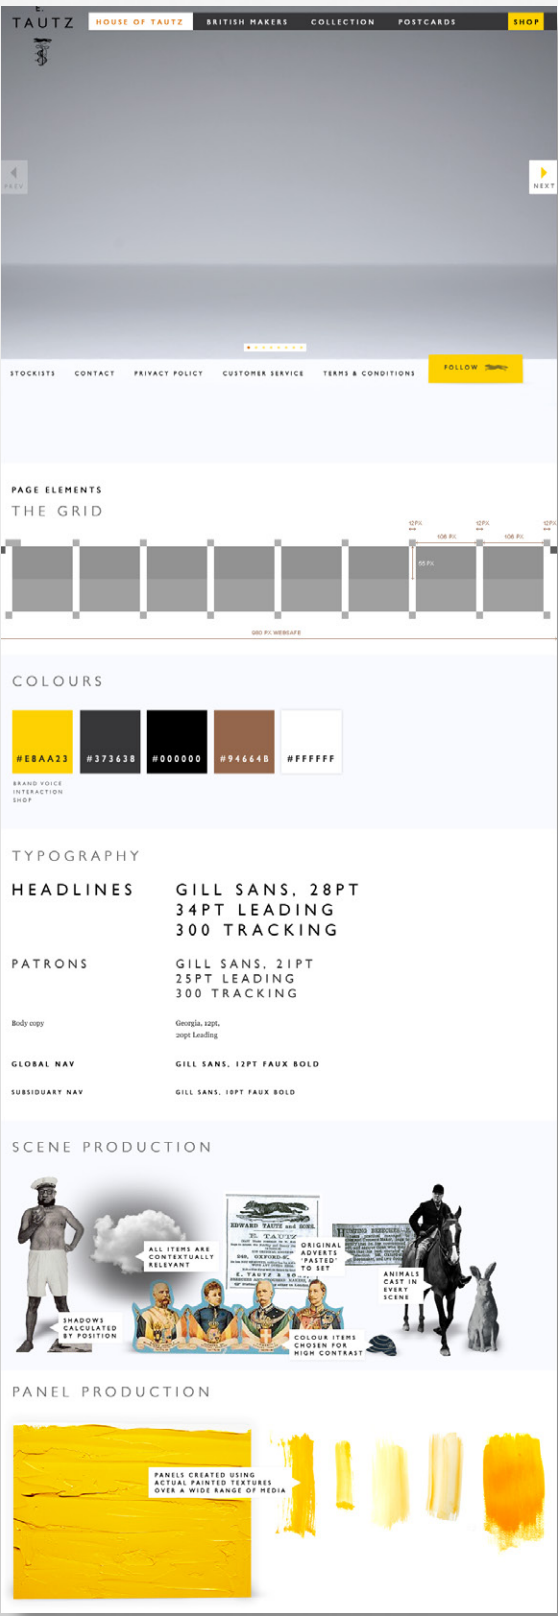 E.
TAUTZ
HOUSE OF TAUTZ
BRITISH MAKERS
COLLECTION
POSTCARDS
SHOP
PREV
NEXT
STOCKISTS
CONTACT
PRIVACY POLICY
CUSTOMER SERVICE
TERMS & CONDITIONS
FOLLOW
PAGE ELEMENTS
THE GRID
12PX
12PX
12PX
108 PX
108 PX
55 PX
980 PX WEBSAFE
COLOURS
#E8AA23
#373638
#000000
#94664B
#FFFFFF
BRAND VOICE
INTERACTION
SHOP
TYPOGRAPHY
HEADLINES
GILL SANS, 28PT
34PT LEADING
300 TRACKING
PATRONS
GILL SANS, 21PT
25PT LEADING
300 TRACKING
Body copy
Georgia, 12pt,
20pt Leading
GLOBAL NAV
GILL SANS, 12PT FAUX BOLD
SUBSIDUARY NAV
GILL SANS, 10PT FAUX BOLD
SCENE PRODUCTION
EDWARD TAUTZ AND SONS.
E. TAUTZ
ALL ITEMS ARE
CONTEXTUALLY
RELEVANT
ORIGINAL
ADVERTS
'PASTED'
TO SET
HUNTING BREECHES
ANIMALS
CAST IN
EVERY
SCENE
SHADOWS
CALCULATED
BY POSITION
COLOUR ITEMS
CHOSEN FOR
HIGH CONTRAST
PANEL PRODUCTION
PANELS CREATED USING
ACTUAL PAINTED TEXTURES
OVER A WIDE RANGE OF MEDIA